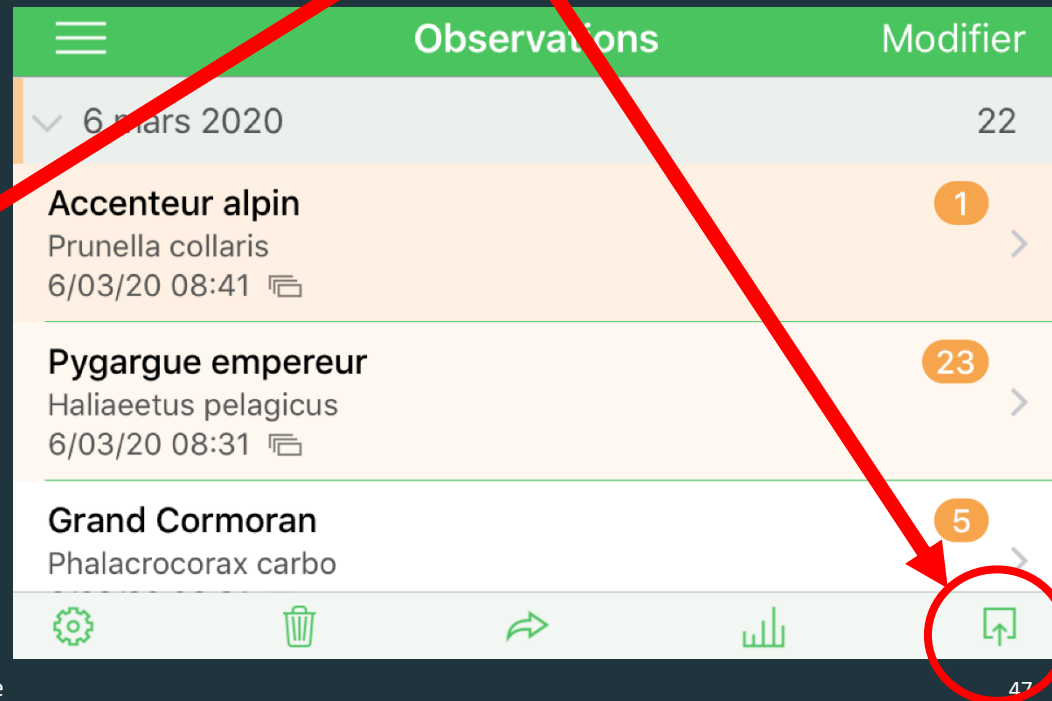 Observations Modifier
6 mars 2020 22
Accenteur alpin 1
Prunella collaris
6/03/20 08:41
Pygargue empereur 23
Haliaeetus pelagicus
6/03/20 08:31
Grand Cormoran 5
Phalacrocorax carbo
e 47